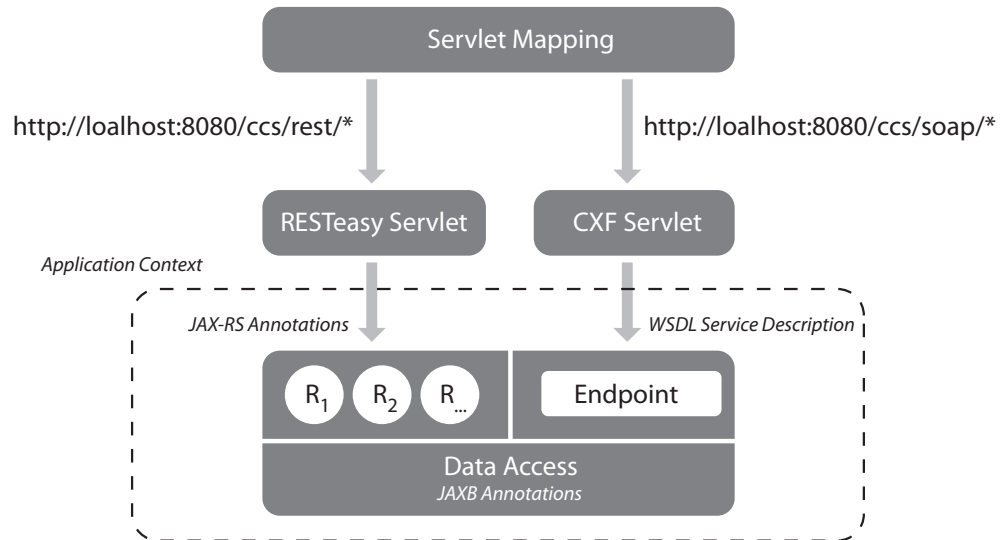 Servlet Mapping
http://loalhost:8080/ccs/rest/*
http://loalhost:8080/ccs/soap/*
RESTeasy Servlet
CXF Servlet
Application Context
JAX-RS Annotations
WSDL Service Description
R1
R2
R...
Endpoint
Data Access
JAXB Annotations